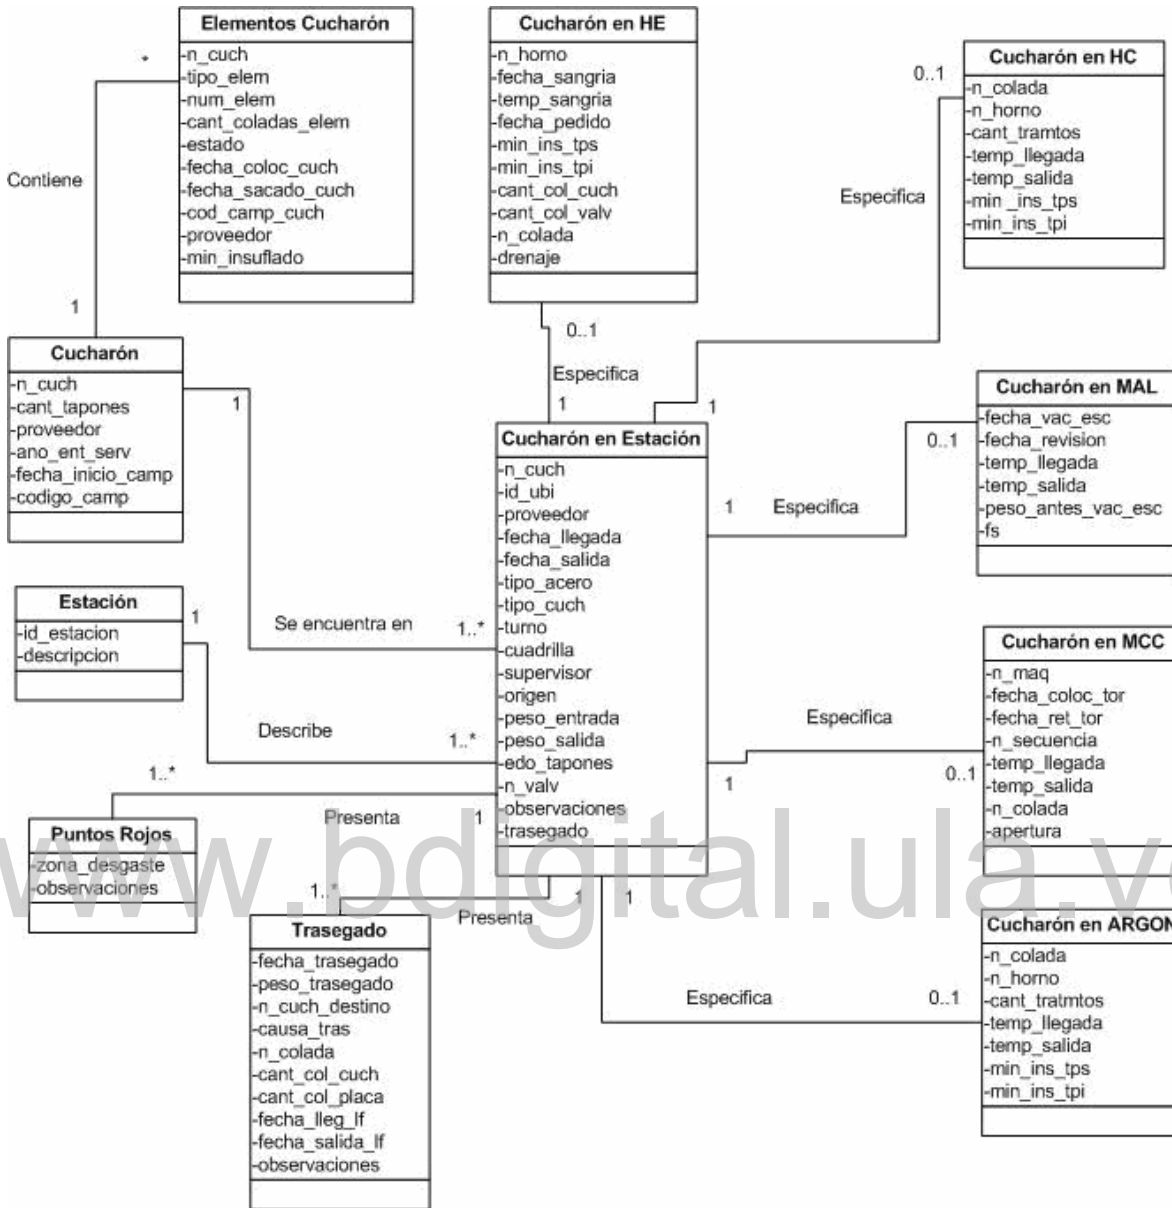 Elementos Cucharón
-n_cuch
-tipo_elem
-num_elem
-cant_coladas_elem
-estado
-fecha_coloc_cuch
-fecha_sacado_cuch
-cod_camp_cuch
-proveedor
-min_insuflado
Cucharón en HE
-n_horno
-fecha_sangria
-temp_sangria
-fecha_pedido
-min_ins_tps
-min_ins_tpi
-cant_col_cuch
-cant_col_valv
-n_colada
-drenaje
Cucharón en HC
-n_colada
-n_horno
-cant_tramtos
-temp_llegada
-temp_salida
-min _ins_tps
-min_ins_tpi
*
Contiene
1
0..1
Especifica
1
0..1
Especifica
1
Cucharón
-n_cuch
-cant_tapones
-proveedor
-ano_ent_serv
-fecha_inicio_camp
-codigo_camp
1
Se encuentra en
1..*
Cucharón en Estación
-n_cuch
-id_ubi
-proveedor
-fecha_llegada
-fecha_salida
-tipo_acero
-tipo_cuch
-turno
-cuadrilla
-supervisor
-origen
-peso_entrada
-peso_salida
-edo_tapones
-n_valv
-observaciones
-trasegado
Cucharón en MAL
-fecha_vac_esc
-fecha_revision
-temp_llegada
-temp_salida
-peso_antes_vac_esc
-fs
0..1
1
Especifica
Estación
-id_estacion
-descripcion
1
Describe
1..*
Cucharón en MCC
-n_maq
-fecha_coloc_tor
-fecha_ret_tor
-n_secuencia
-temp_llegada
-temp_salida
-n_colada
-apertura
Especifica
1
0..1
Puntos Rojos
-zona_desgaste
-observaciones
1..*
Presenta
1
Trasegado
-fecha_trasegado
-peso_trasegado
-n_cuch_destino
-causa_tras
-n_colada
-cant_col_cuch
-cant_col_placa
-fecha_lleg_lf
-fecha_salida_lf
-observaciones
1..*
Presenta
1
1
Especifica
0..1
Cucharón en ARGON
-n_colada
-n_horno
-cant_tratmtos
-temp_llegada
-temp_salida
-min_ins_tps
-min_ins_tpi
www.bdigital.ula.ve